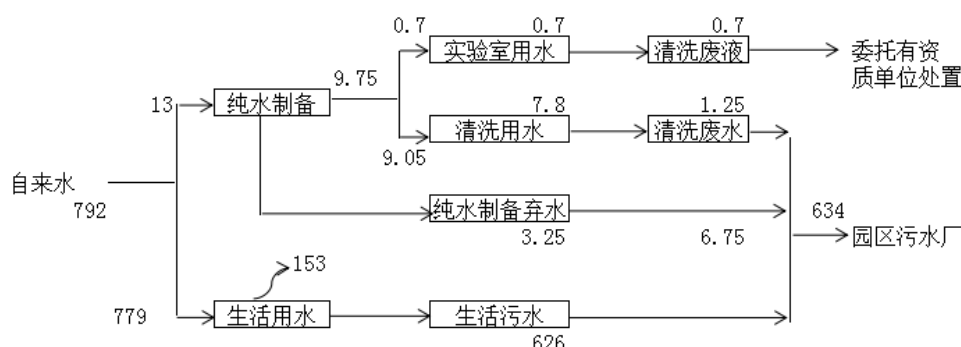 0.7
0.7
0.7
实验室用水
清洗废液
委托有资
质单位处置
9.75
13
纯水制备
7.8
1.25
清洗用水
清洗废水
9.05
自来水
792
纯水制备弃水
634
3.25
6.75
园区污水厂
153
779
生活用水
生活污水
626